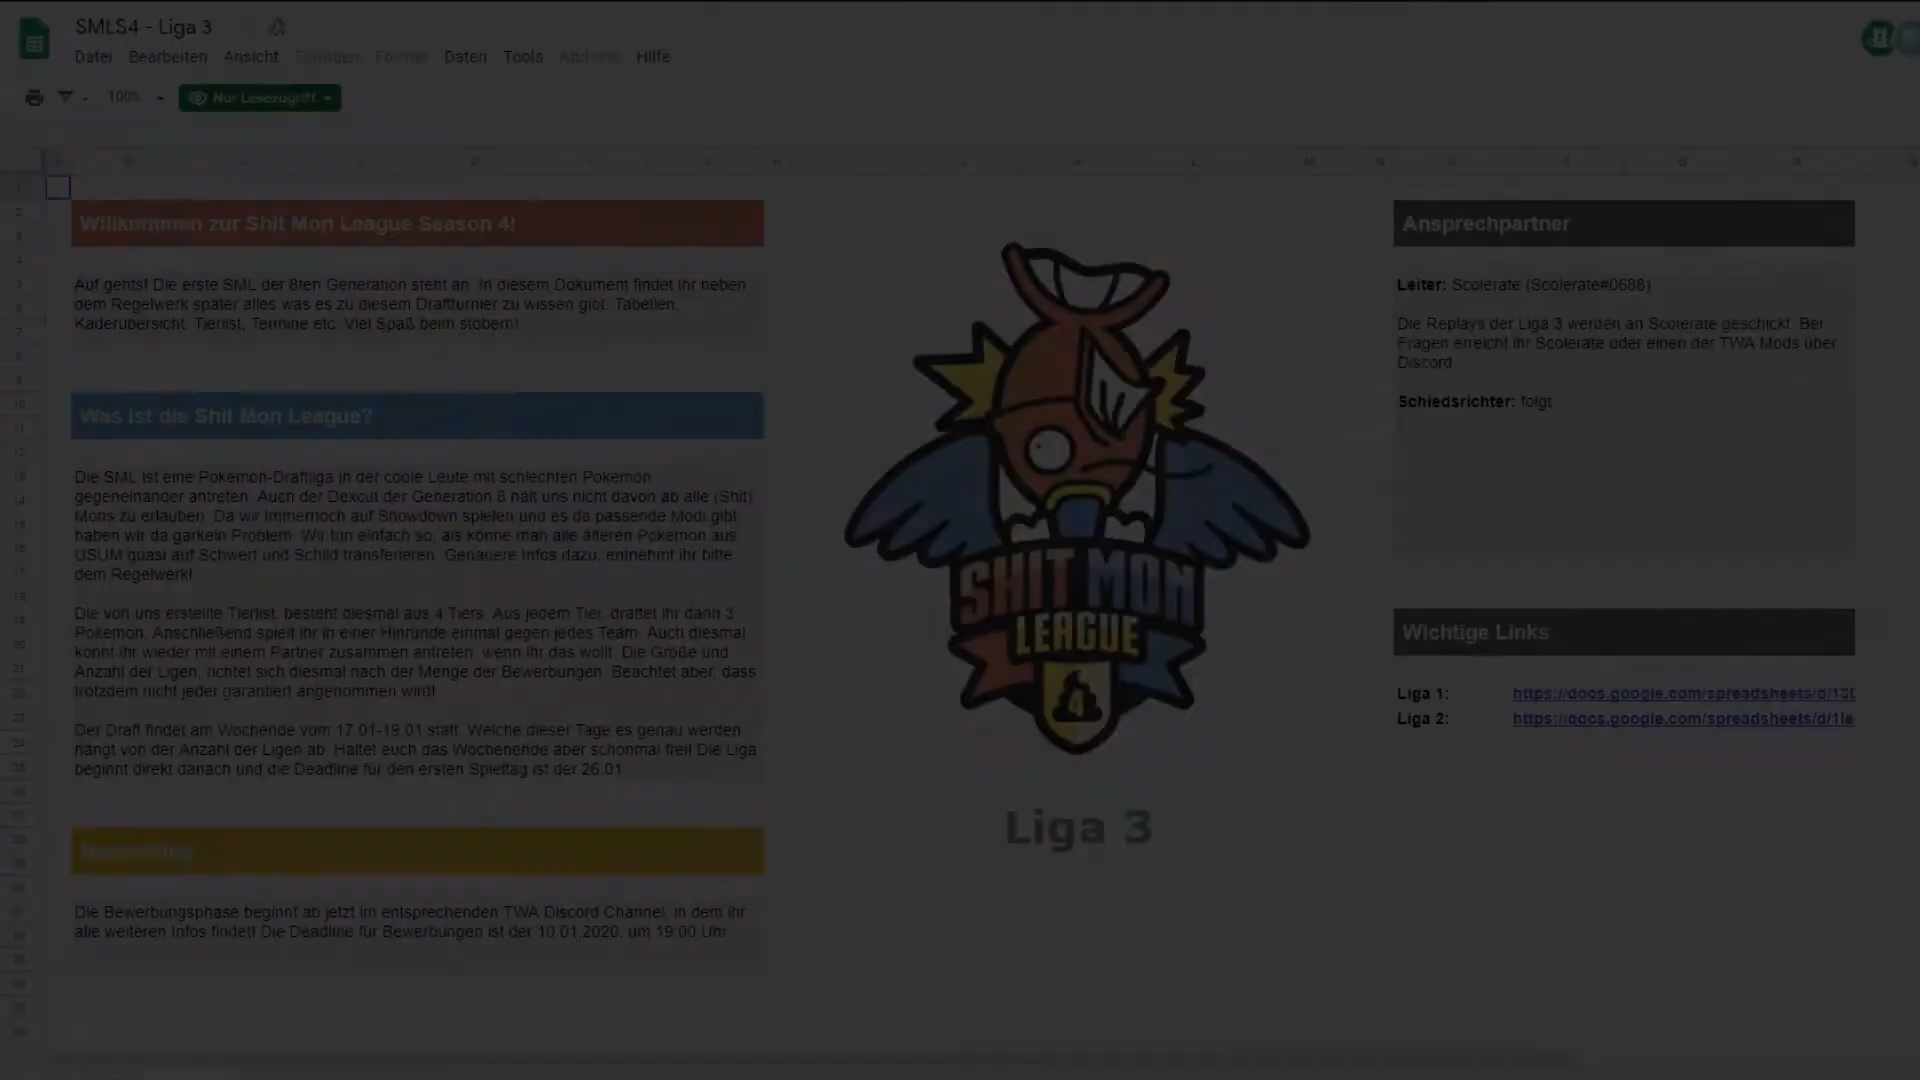 SMLS4 - Liga 3
Datei Bearbeiten Ansicht Format Daten Tools Hilfe
100% Nur Lesezugriff
Willkommen zur Shit Mon League Season 4!
Auf gehts! Die erste SML der 8ten Generation steht an. In diesem Dokument findet ihr neben
dem Regelwerk später alles was es zu diesem Draftturnier zu wissen gibt. Tabellen,
Kaderübersicht, Tierlist, Termine etc. Viel Spaß beim stöbern!
Was ist die Shit Mon League?
Die SML ist eine Pokemon-Draftliga in der coole Leute mit schlechten Pokemon
gegeneinander antreten. Auch der Dexcut der Generation 8 hält uns nicht davon ab alle (Shit)
Mons zu erlauben. Da wir immernoch auf Showdown spielen und es da passende Modi gibt,
haben wir da garkein Problem. Wir tun einfach so, als könne man alle älteren Pokemon aus
USUM quasi auf Schwert und Schild transferieren. Genauere Infos dazu, entnehmt ihr bitte
dem Regelwerk!
Die von uns erstellte Tierlist, besteht diesmal aus 4 Tiers. Aus jedem Tier, draftet ihr dann 3
Pokemon. Anschließend spielt ihr in einer Hinrunde einmal gegen jedes Team. Auch diesmal
könnt ihr wieder mit einem Partner zusammen antreten, wenn ihr das wollt. Die Größe und
Anzahl der Ligen, richtet sich diesmal nach der Menge der Bewerbungen. Beachtet aber, dass
trotzdem nicht jeder garantiert angenommen wird!
Der Draft findet am Wochende vom 17.01-19.01 statt. Welche dieser Tage es genau werden
hängt von der Anzahl der Ligen ab. Haltet euch das Wochenende aber schonmal frei! Die Liga
beginnt direkt danach und die Deadline für den ersten Spieltag ist der 26.01.
Die Bewerbungsphase beginnt ab jetzt im entsprechenden TWA Discord Channel, in dem ihr
alle weiteren Infos findet! Die Deadline für Bewerbungen ist der 10.01.2020, um 19:00 Uhr
SHIT MON
LEAGUE
4
Liga 3
Ansprechpartner
Leiter: Scolerate (Scolerate#0688)
Die Replays der Liga 3 werden an Scolerate geschickt. Bei
Fragen erreicht ihr Scolerate oder einen der TWA Mods über
Discord
Schiedsrichter: folgt
Wichtige Links
Liga 1: https://docs.google.com/spreadsheets/d/13D
Liga 2: https://docs.google.com/spreadsheets/d/1Ie